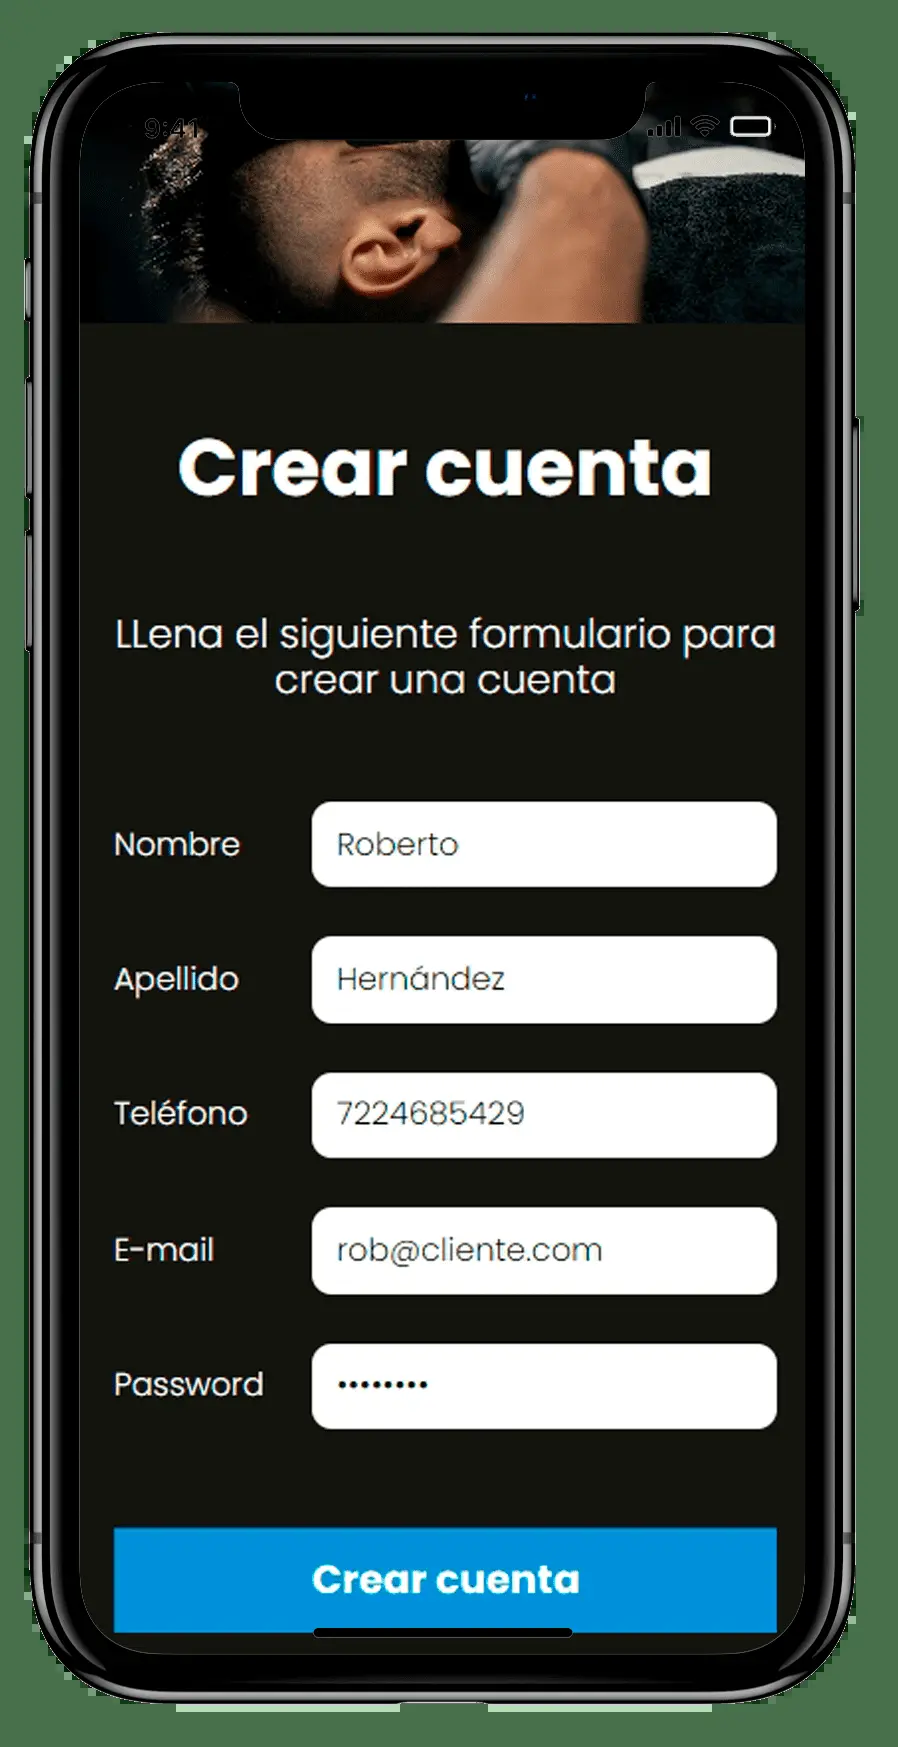 9:41
Crear cuenta
LLena el siguiente formulario para
crear una cuenta
Nombre
Roberto
Apellido
Hernández
Teléfono
7224685429
E-mail
rob@cliente.com
Password
••••••••
Crear cuenta